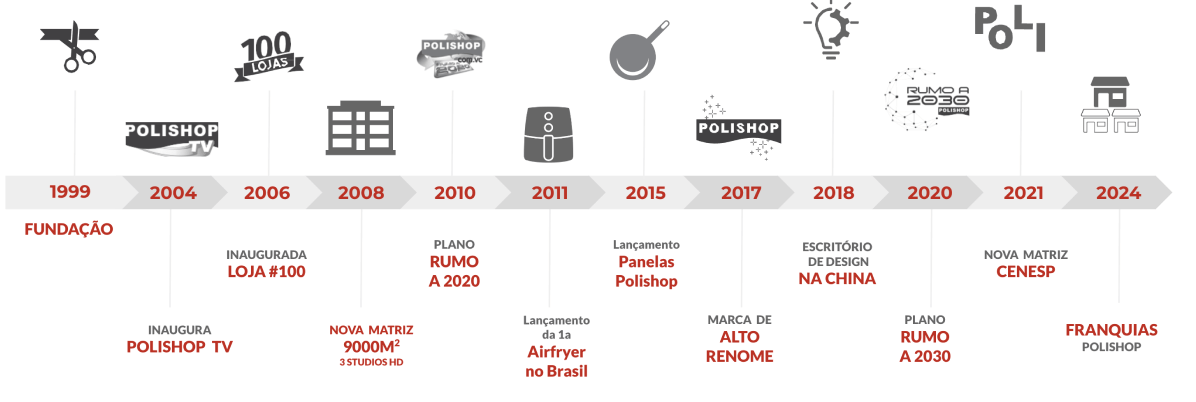 100
LOJAS
POLISHOP
corp.vc
POLI
RUMO A
2030
POLISHOP
POLISHOP
TV
POLISHOP
1999
2004
2006
2008
2010
2011
2015
2017
2018
2020
2021
2024
FUNDAÇÃO
INAUGURA
POLISHOP TV
INAUGURADA
LOJA #100
NOVA MATRIZ
9000M²
3 STUDIOS HD
PLANO
RUMO
A 2020
Lançamento
da 1a
Airfryer
no Brasil
Lançamento
Panelas
Polishop
MARCA DE
ALTO
RENOME
ESCRITÓRIO
DE DESIGN
NA CHINA
PLANO
RUMO
A 2030
NOVA MATRIZ
CENESP
FRANQUIAS
POLISHOP